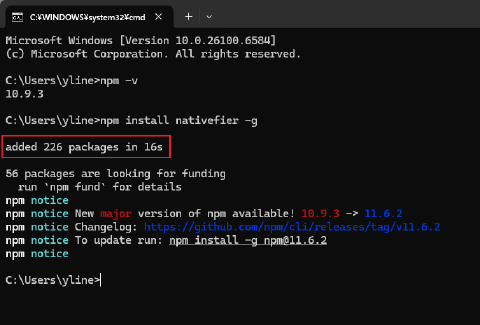 C:¥WINDOWS¥system32¥cmd
Microsoft Windows [Version 10.0.26100.6584]
(c) Microsoft Corporation. All rights reserved.
C:\Users\yline>npm -v
10.9.3
C:\Users\yline>npm install nativefier -g
added 226 packages in 16s
56 packages are looking for funding
  run `npm fund` for details
npm notice
npm notice New major version of npm available! 10.9.3 -> 11.6.2
npm notice Changelog: https://github.com/npm/cli/releases/tag/v11.6.2
npm notice To update run: npm install -g npm@11.6.2
npm notice
C:\Users\yline>